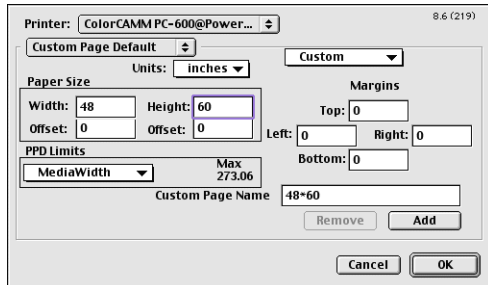 Printer: ColorCAMM PC-600@Power... 8.6 (219)
Custom Page Default
Units: inches Custom
Paper Size Margins
Width: 48 Height: 60 Top: 0
Offset: 0 Offset: 0 Left: 0 Right: 0
PPD Limits Bottom: 0
MediaWidth Max
273.06
Custom Page Name 48*60
Remove Add
Cancel OK